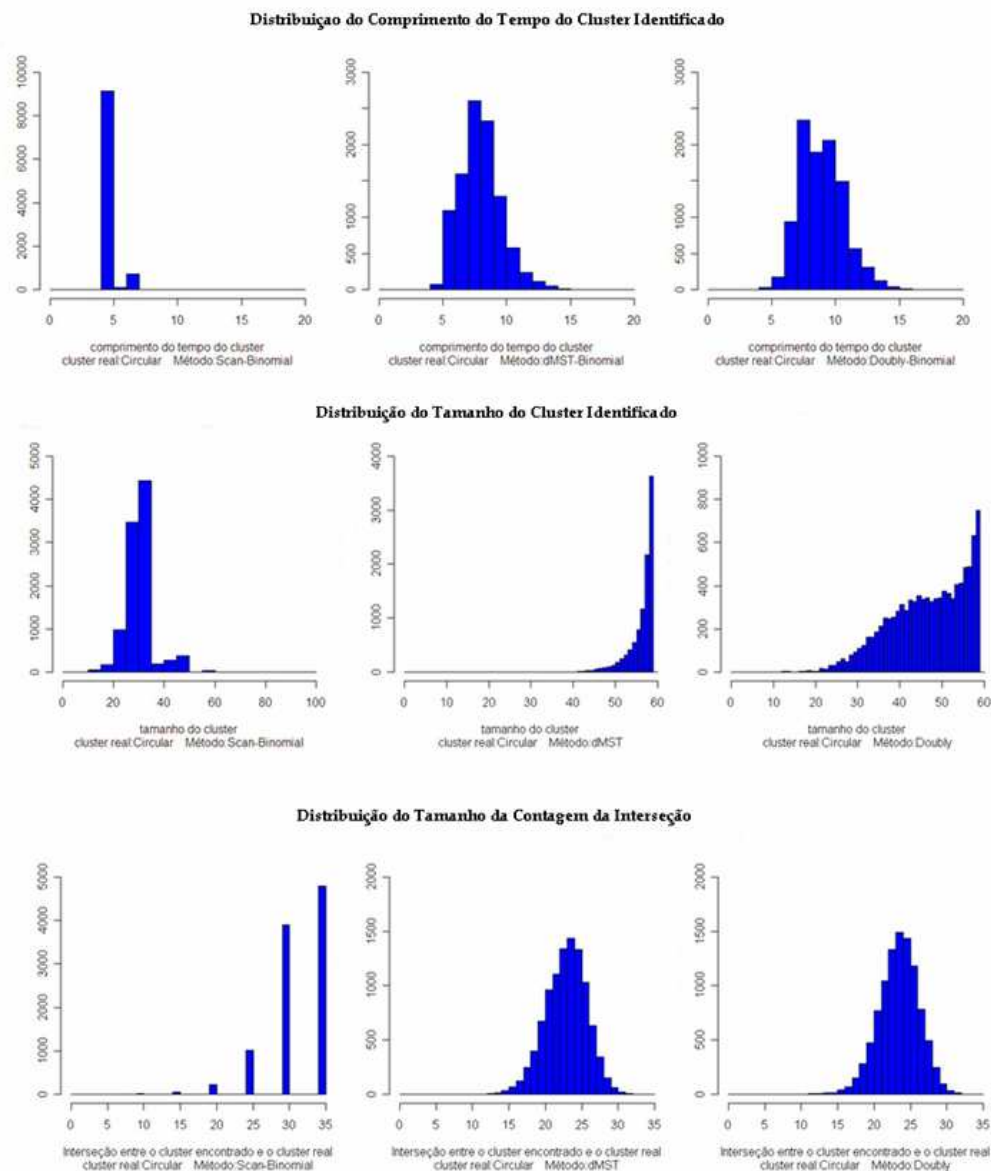 Distribuiçao do Comprimento do Tempo do Cluster Identificado
0 2000 4000 6000 8000 10000
0 5 10 15 20
comprimento do tempo do cluster
cluster real:Circular Método:Scan-Binomial
0 500 1000 2000 3000
0 5 10 15 20
comprimento do tempo do cluster
cluster real:Circular Método:dMST-Binomial
0 500 1000 2000 3000
0 5 10 15 20
comprimento do tempo do cluster
cluster real:Circular Método:Doubly-Binomial
Distribuição do Tamanho do Cluster Identificado
0 1000 2000 3000 4000 5000
0 20 40 60 80 100
tamanho do cluster
cluster real:Circular Método:Scan-Binomial
0 1000 2000 3000 4000
0 10 20 30 40 50 60
tamanho do cluster
cluster real:Circular Método:dMST
0 200 400 600 800 1000
0 10 20 30 40 50 60
tamanho do cluster
cluster real:Circular Método:Doubly
Distribuição do Tamanho da Contagem da Interseção
0 1000 2000 3000 4000 5000
0 5 10 15 20 25 30 35
Interseção entre o cluster encontrado e o cluster real
cluster real:Circular Método:Scan-Binomial
0 500 1000 1500 2000
0 5 10 15 20 25 30 35
Interseção entre o cluster encontrado e o cluster real
cluster real:Circular Método:dMST
0 500 1000 1500 2000
0 5 10 15 20 25 30 35
Interseção entre o cluster encontrado e o cluster real
cluster real:Circular Método:Doubly